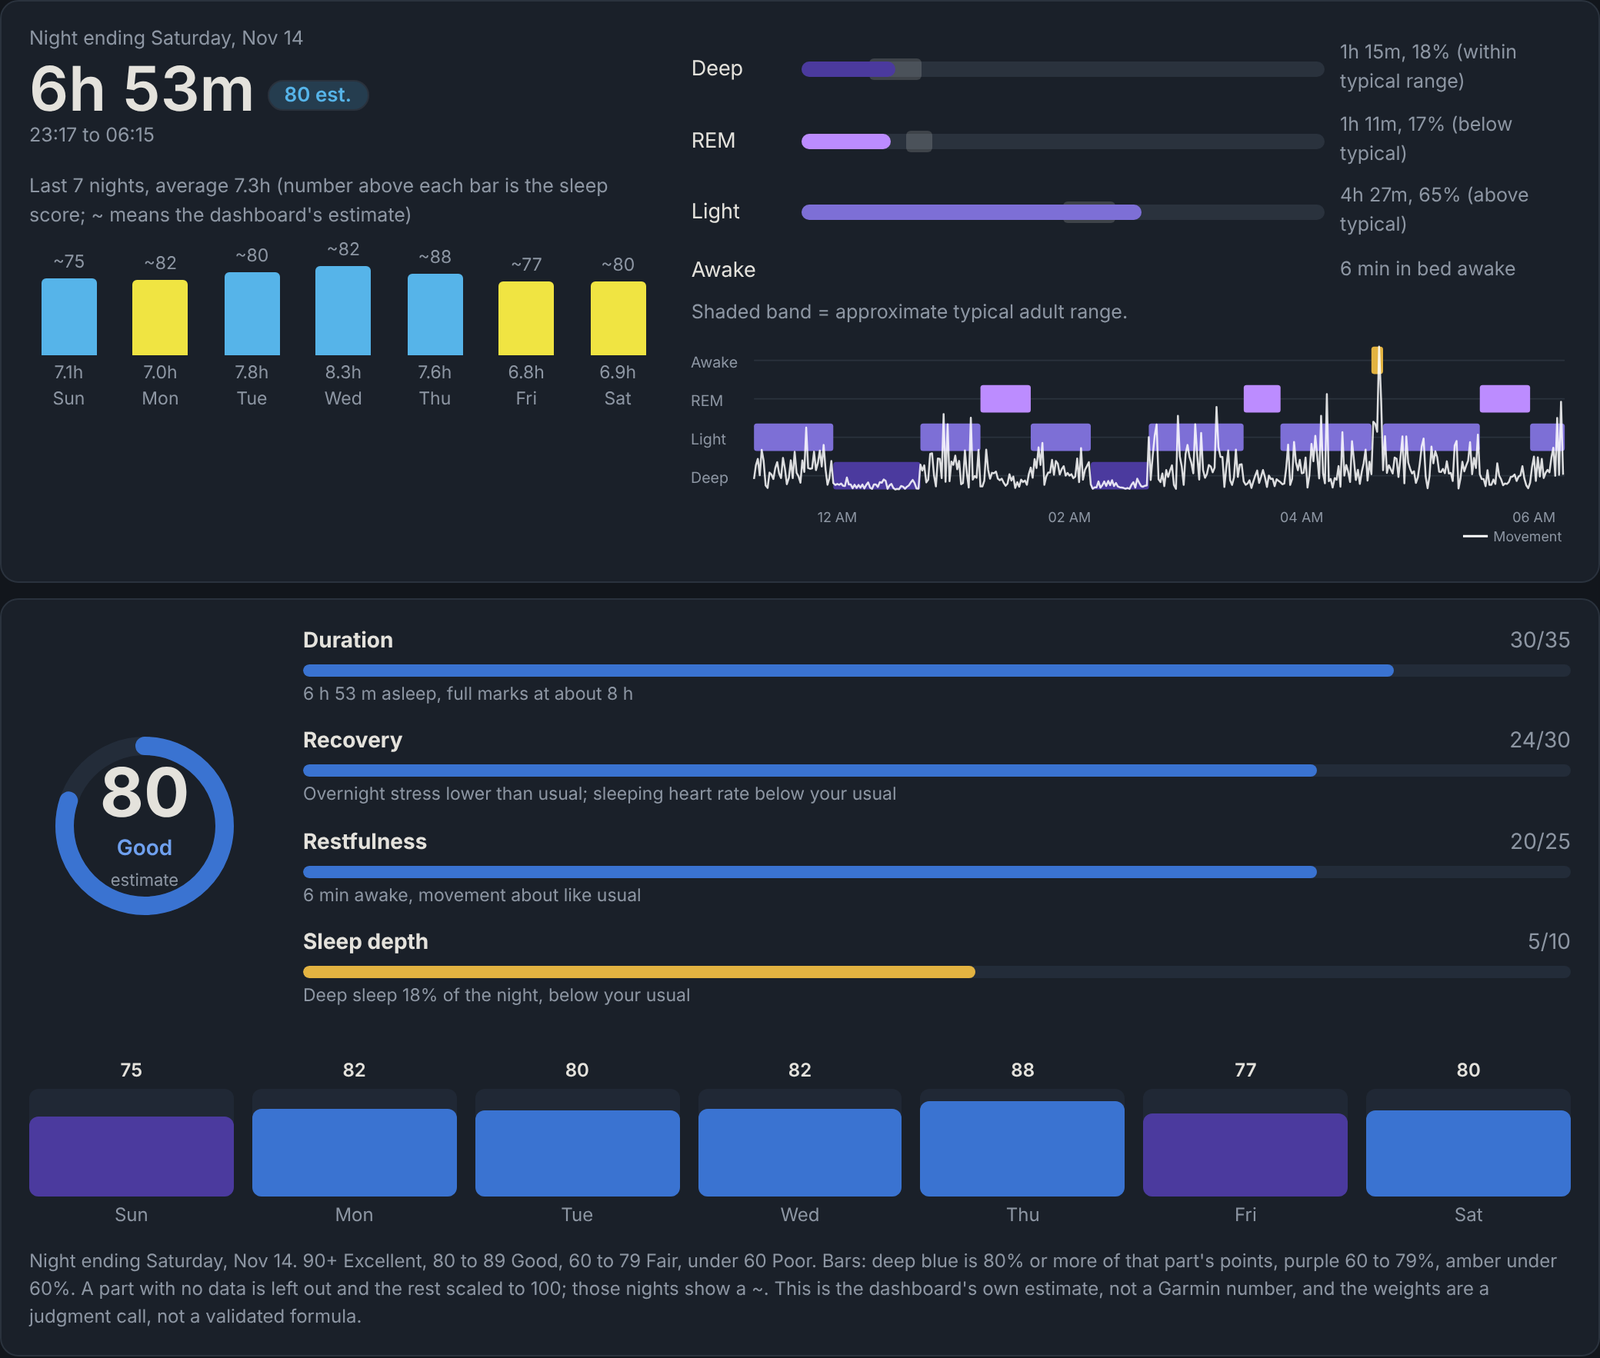 Night ending Saturday, Nov 14
6h 53m 80 est.
23:17 to 06:15
Last 7 nights, average 7.3h (number above each bar is the sleep
score; ~ means the dashboard's estimate)
~75 ~82 ~80 ~82 ~88 ~77 ~80
7.1h 7.0h 7.8h 8.3h 7.6h 6.8h 6.9h
Sun Mon Tue Wed Thu Fri Sat
Deep 1h 15m, 18% (within
typical range)
REM 1h 11m, 17% (below
typical)
Light 4h 27m, 65% (above
typical)
Awake 6 min in bed awake
Shaded band = approximate typical adult range.
Awake
REM
Light
Deep
12 AM 02 AM 04 AM 06 AM
Movement
80
Good
estimate
Duration 30/35
6 h 53 m asleep, full marks at about 8 h
Recovery 24/30
Overnight stress lower than usual; sleeping heart rate below your usual
Restfulness 20/25
6 min awake, movement about like usual
Sleep depth 5/10
Deep sleep 18% of the night, below your usual
75 82 80 82 88 77 80
Sun Mon Tue Wed Thu Fri Sat
Night ending Saturday, Nov 14. 90+ Excellent, 80 to 89 Good, 60 to 79 Fair, under 60 Poor. Bars: deep blue is 80% or more of that part's points, purple 60 to 79%, amber under
60%. A part with no data is left out and the rest scaled to 100; those nights show a ~. This is the dashboard's own estimate, not a Garmin number, and the weights are a
judgment call, not a validated formula.